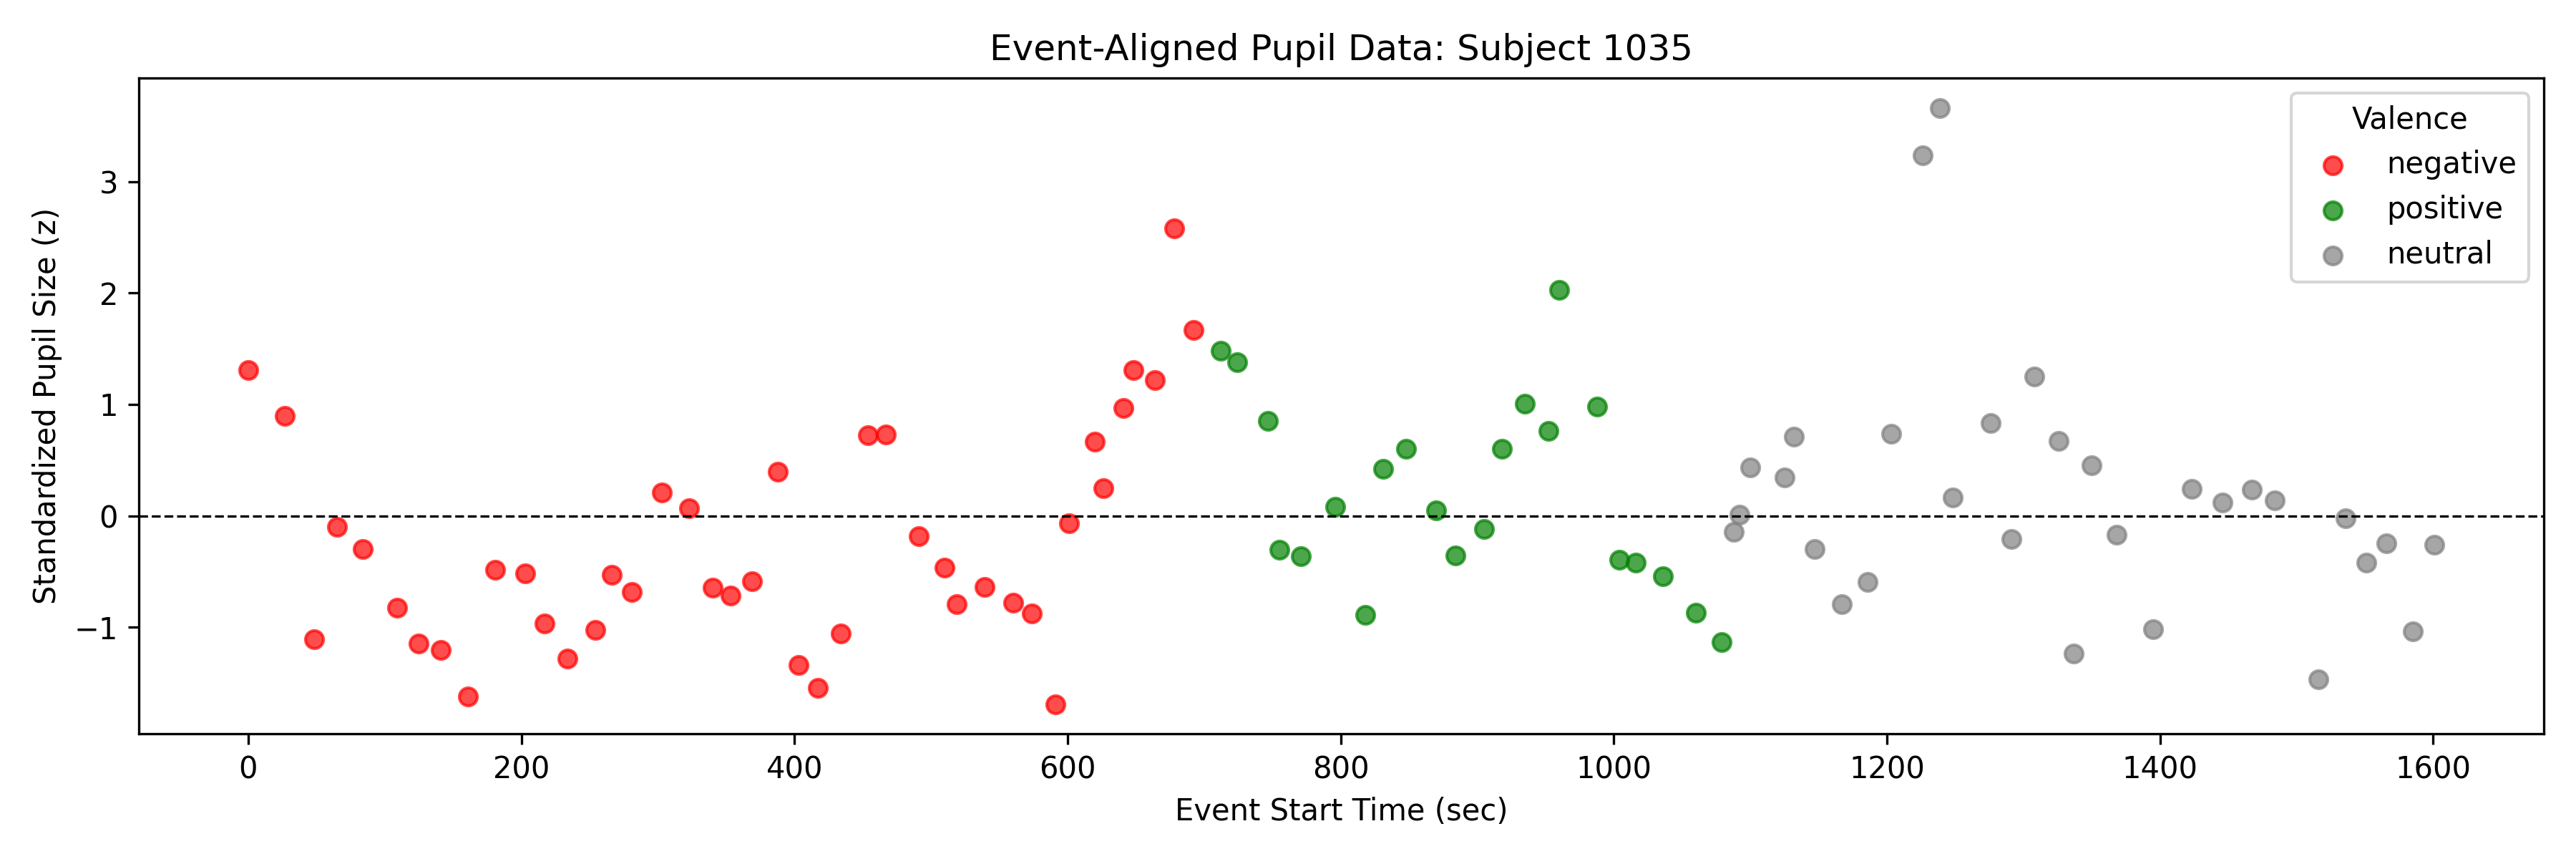 Event-Aligned Pupil Data: Subject 1035
Standardized Pupil Size (z)
3
2
1
0
−1
Valence
negative
positive
neutral
0 200 400 600 800 1000 1200 1400 1600
Event Start Time (sec)